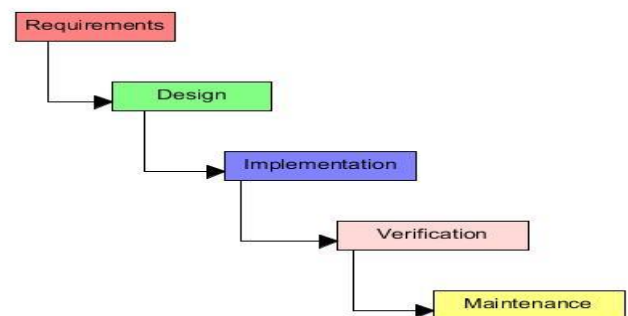 Requirements
Design
Implementation
Verification
Maintenance